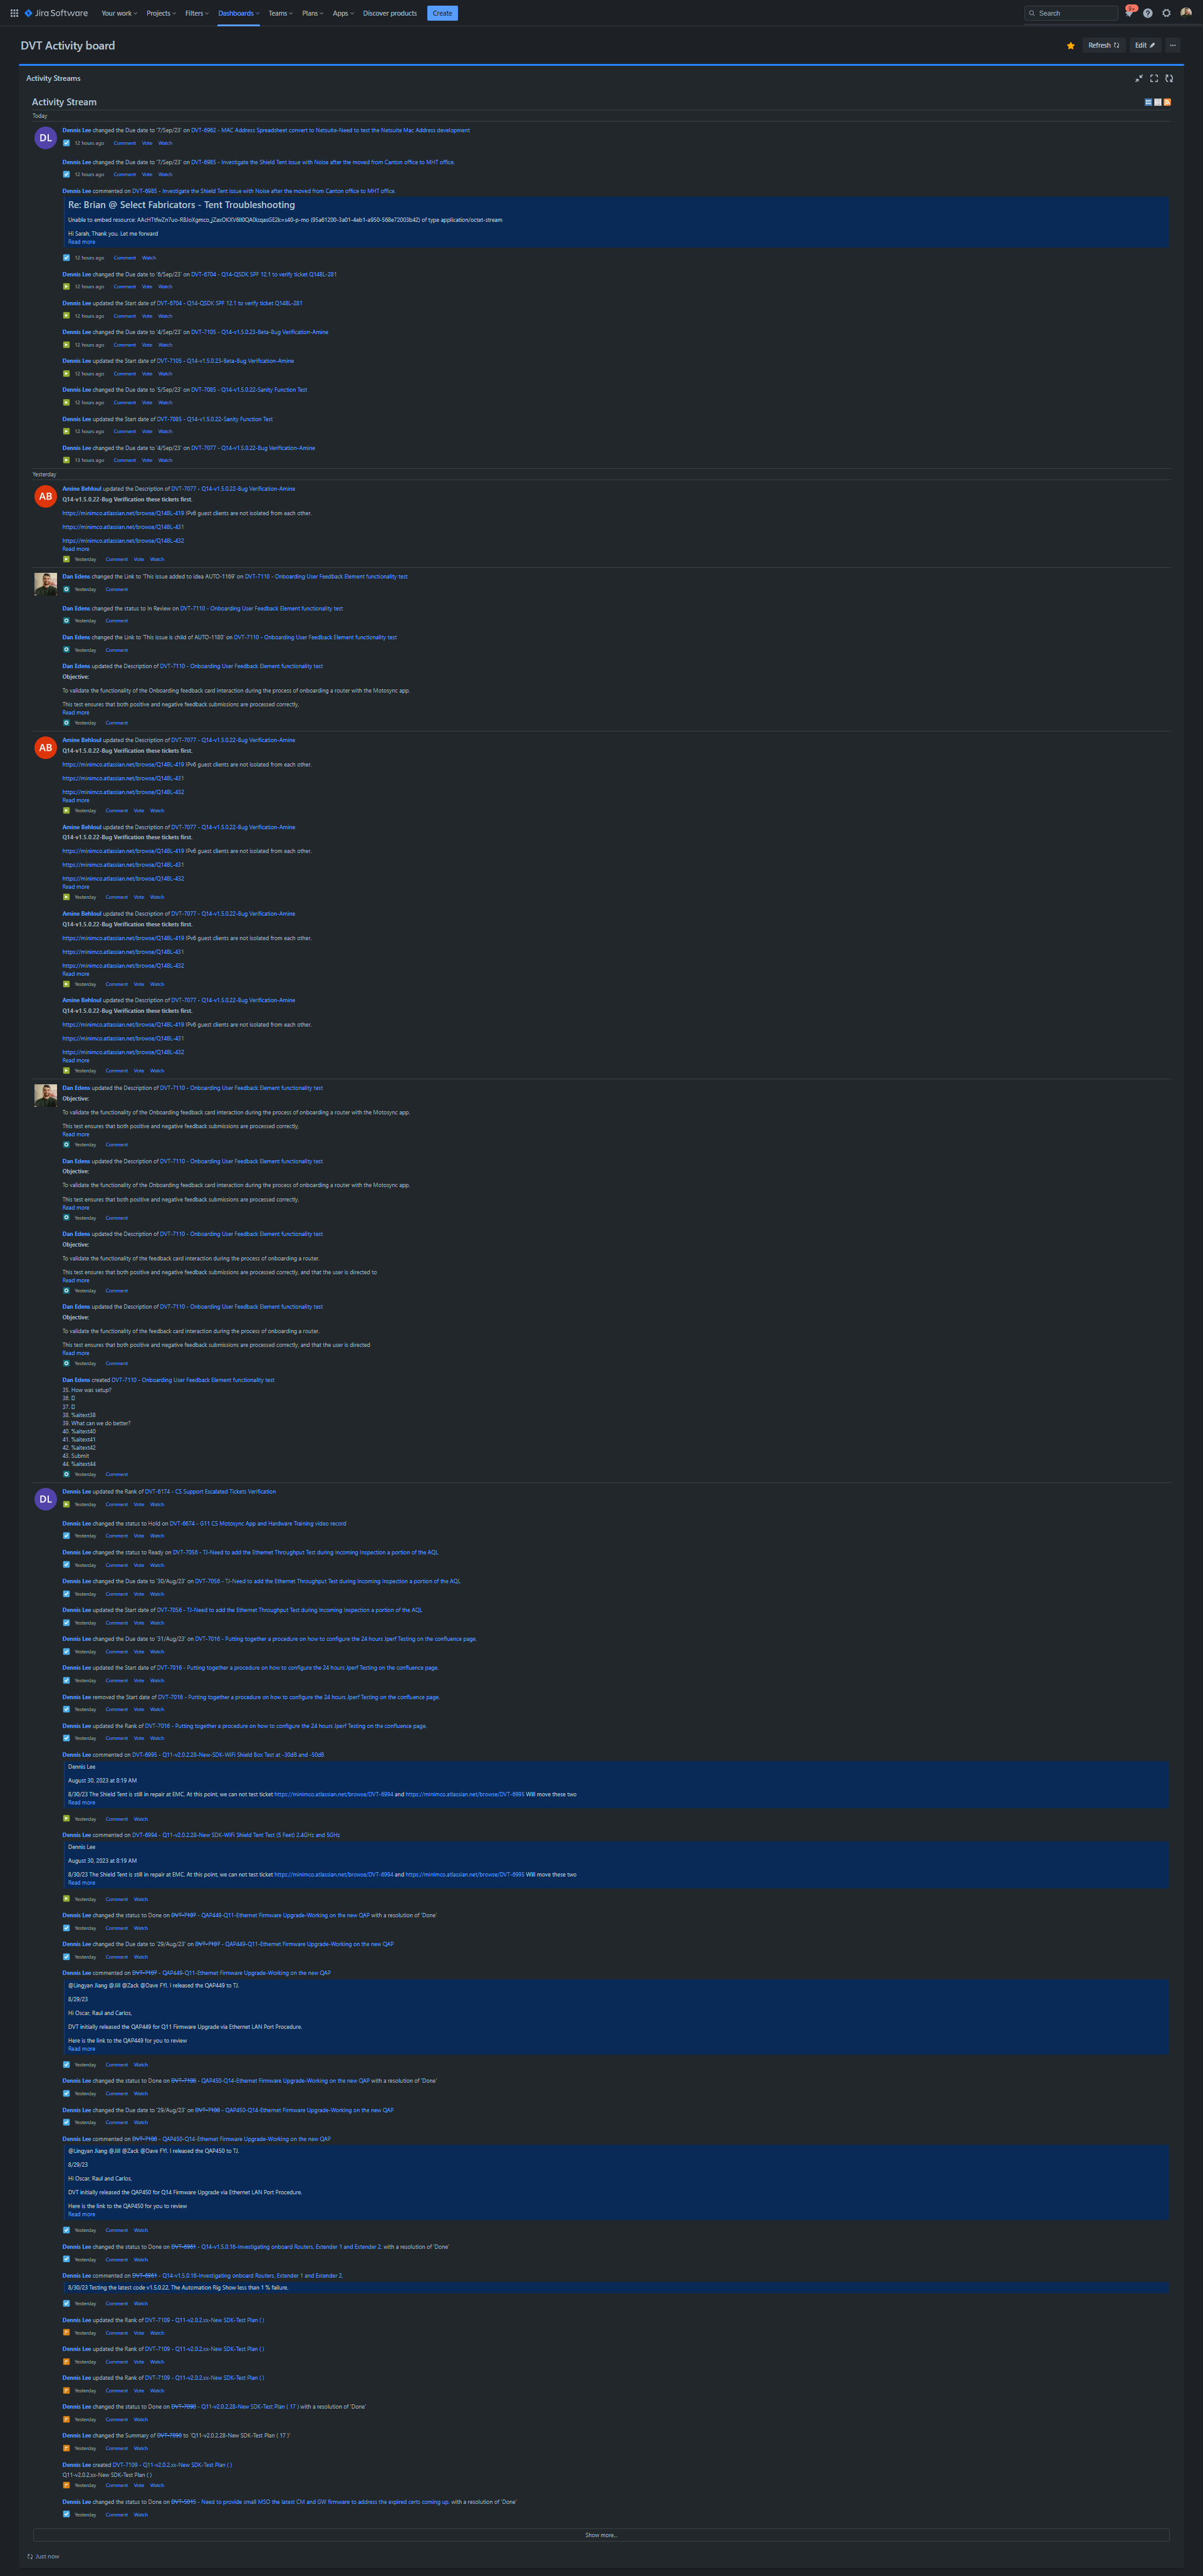 Jira Software Your work Projects Filters Dashboards Teams Plans Apps Discover products Create Search 9+
DVT Activity board
Refresh Edit
Activity Streams
Activity Stream
Today
DL
Dennis Lee changed the Due date to '7/Sep/23' on DVT-6962 - MAC Address Spreadsheet convert to Netsuite-Need to test the Netsuite Mac Address development
12 hours ago Comment Vote Watch
Dennis Lee changed the Due date to '7/Sep/23' on DVT-6985 - Investigate the Shield Tent issue with Noise after the moved from Canton office to MHT office.
12 hours ago Comment Vote Watch
Dennis Lee commented on DVT-6985 - Investigate the Shield Tent issue with Noise after the moved from Canton office to MHT office.
Re: Brian @ Select Fabricators - Tent Troubleshooting
Unable to embed resource: of type application/octet-stream
Hi Sarah, Thank you. Let me forward
Read more
12 hours ago Comment Watch
Dennis Lee changed the Due date to '6/Sep/23' on DVT-6704 - Q14-QSDK SPF 12.1 to verify ticket Q14BL-281
12 hours ago Comment Vote Watch
Dennis Lee updated the Start date of DVT-6704 - Q14-QSDK SPF 12.1 to verify ticket Q14BL-281
12 hours ago Comment Vote Watch
Dennis Lee changed the Due date to '4/Sep/23' on DVT-7105 - Q14-v1.5.0.23-Beta-Bug Verification-Amine
12 hours ago Comment Vote Watch
Dennis Lee updated the Start date of DVT-7105 - Q14-v1.5.0.23-Beta-Bug Verification-Amine
12 hours ago Comment Vote Watch
Dennis Lee changed the Due date to '5/Sep/23' on DVT-7085 - Q14-v1.5.0.22-Sanity Function Test
12 hours ago Comment Vote Watch
Dennis Lee updated the Start date of DVT-7085 - Q14-v1.5.0.22-Sanity Function Test
12 hours ago Comment Vote Watch
Dennis Lee changed the Due date to '4/Sep/23' on DVT-7077 - Q14-v1.5.0.22-Bug Verification-Amine
13 hours ago Comment Vote Watch
Yesterday
AB
Amine Behloul updated the Description of DVT-7077 - Q14-v1.5.0.22-Bug Verification-Amine
Q14-v1.5.0.22-Bug Verification these tickets first.
https://minimco.atlassian.net/browse/Q14BL-419 IPv6 guest clients are not isolated from each other.
https://minimco.atlassian.net/browse/Q14BL-431
https://minimco.atlassian.net/browse/Q14BL-432
Read more
Yesterday Comment Vote Watch
Dan Edens changed the Link to 'This issue added to idea AUTO-1169' on DVT-7110 - Onboarding User Feedback Element functionality test
Yesterday Comment
Dan Edens changed the status to In Review on DVT-7110 - Onboarding User Feedback Element functionality test
Yesterday Comment
Dan Edens changed the Link to 'This issue is child of AUTO-1180' on DVT-7110 - Onboarding User Feedback Element functionality test
Yesterday Comment
Dan Edens updated the Description of DVT-7110 - Onboarding User Feedback Element functionality test
Objective:
To validate the functionality of the Onboarding feedback card interaction during the process of onboarding a router with the Motosync app.
This test ensures that both positive and negative feedback submissions are processed correctly,
Read more
Yesterday Comment
AB
Amine Behloul updated the Description of DVT-7077 - Q14-v1.5.0.22-Bug Verification-Amine
Q14-v1.5.0.22-Bug Verification these tickets first.
https://minimco.atlassian.net/browse/Q14BL-419 IPv6 guest clients are not isolated from each other.
https://minimco.atlassian.net/browse/Q14BL-431
https://minimco.atlassian.net/browse/Q14BL-432
Read more
Yesterday Comment Vote Watch
Amine Behloul updated the Description of DVT-7077 - Q14-v1.5.0.22-Bug Verification-Amine
Q14-v1.5.0.22-Bug Verification these tickets first.
https://minimco.atlassian.net/browse/Q14BL-419 IPv6 guest clients are not isolated from each other.
https://minimco.atlassian.net/browse/Q14BL-431
https://minimco.atlassian.net/browse/Q14BL-432
Read more
Yesterday Comment Vote Watch
Amine Behloul updated the Description of DVT-7077 - Q14-v1.5.0.22-Bug Verification-Amine
Q14-v1.5.0.22-Bug Verification these tickets first.
https://minimco.atlassian.net/browse/Q14BL-419 IPv6 guest clients are not isolated from each other.
https://minimco.atlassian.net/browse/Q14BL-431
https://minimco.atlassian.net/browse/Q14BL-432
Read more
Yesterday Comment Vote Watch
Amine Behloul updated the Description of DVT-7077 - Q14-v1.5.0.22-Bug Verification-Amine
Q14-v1.5.0.22-Bug Verification these tickets first.
https://minimco.atlassian.net/browse/Q14BL-419 IPv6 guest clients are not isolated from each other.
https://minimco.atlassian.net/browse/Q14BL-431
https://minimco.atlassian.net/browse/Q14BL-432
Read more
Yesterday Comment Vote Watch
Dan Edens updated the Description of DVT-7110 - Onboarding User Feedback Element functionality test
Objective:
To validate the functionality of the Onboarding feedback card interaction during the process of onboarding a router with the Motosync app.
This test ensures that both positive and negative feedback submissions are processed correctly,
Read more
Yesterday Comment
Dan Edens updated the Description of DVT-7110 - Onboarding User Feedback Element functionality test
Objective:
To validate the functionality of the Onboarding feedback card interaction during the process of onboarding a router with the Motosync app.
This test ensures that both positive and negative feedback submissions are processed correctly,
Read more
Yesterday Comment
Dan Edens updated the Description of DVT-7110 - Onboarding User Feedback Element functionality test
Objective:
To validate the functionality of the feedback card interaction during the process of onboarding a router.
This test ensures that both positive and negative feedback submissions are processed correctly, and that the user is directed to
Read more
Yesterday Comment
Dan Edens updated the Description of DVT-7110 - Onboarding User Feedback Element functionality test
Objective:
To validate the functionality of the feedback card interaction during the process of onboarding a router.
This test ensures that both positive and negative feedback submissions are processed correctly, and that the user is directed
Read more
Yesterday Comment
Dan Edens created DVT-7110 - Onboarding User Feedback Element functionality test
35. How was setup?
36.
37.
38. %altext38
39. What can we do better?
40. %altext40
41. %altext41
42. %altext42
43. Submit
44. %altext44
Yesterday Comment
DL
Dennis Lee updated the Rank of DVT-6174 - CS Support Escalated Tickets Verification
Yesterday Comment Vote Watch
Dennis Lee changed the status to Hold on DVT-6674 - G11 CS Motosync App and Hardware Training video record
Yesterday Comment Vote Watch
Dennis Lee changed the status to Ready on DVT-7056 - TJ-Need to add the Ethernet Throughput Test during Incoming Inspection a portion of the AQL
Yesterday Comment Vote Watch
Dennis Lee changed the Due date to '30/Aug/23' on DVT-7056 - TJ-Need to add the Ethernet Throughput Test during Incoming Inspection a portion of the AQL
Yesterday Comment Vote Watch
Dennis Lee updated the Start date of DVT-7056 - TJ-Need to add the Ethernet Throughput Test during Incoming Inspection a portion of the AQL
Yesterday Comment Vote Watch
Dennis Lee changed the Due date to '31/Aug/23' on DVT-7016 - Putting together a procedure on how to configure the 24 hours Jperf Testing on the confluence page.
Yesterday Comment Vote Watch
Dennis Lee updated the Start date of DVT-7016 - Putting together a procedure on how to configure the 24 hours Jperf Testing on the confluence page.
Yesterday Comment Vote Watch
Dennis Lee removed the Start date of DVT-7016 - Putting together a procedure on how to configure the 24 hours Jperf Testing on the confluence page.
Yesterday Comment Vote Watch
Dennis Lee updated the Rank of DVT-7016 - Putting together a procedure on how to configure the 24 hours Jperf Testing on the confluence page.
Yesterday Comment Vote Watch
Dennis Lee commented on DVT-6995 - Q11-v2.0.2.28-New-SDK-WiFi Shield Box Test at -30dB and -50dB
Dennis Lee
August 30, 2023 at 8:19 AM
8/30/23 The Shield Tent is still in repair at EMC. At this point, we can not test ticket https://minimco.atlassian.net/browse/DVT-6994 and https://minimco.atlassian.net/browse/DVT-6995 Will move these two
Read more
Yesterday Comment Watch
Dennis Lee commented on DVT-6994 - Q11-v2.0.2.28-New SDK-WiFi Shield Tent Test (5 Feet) 2.4GHz and 5GHz
Dennis Lee
August 30, 2023 at 8:19 AM
8/30/23 The Shield Tent is still in repair at EMC. At this point, we can not test ticket https://minimco.atlassian.net/browse/DVT-6994 and https://minimco.atlassian.net/browse/DVT-6995 Will move these two
Read more
Yesterday Comment Watch
Dennis Lee changed the status to Done on DVT-7107 - QAP449-Q11-Ethernet Firmware Upgrade-Working on the new QAP with a resolution of 'Done'
Yesterday Comment Watch
Dennis Lee changed the Due date to '29/Aug/23' on DVT-7107 - QAP449-Q11-Ethernet Firmware Upgrade-Working on the new QAP
Yesterday Comment Watch
Dennis Lee commented on DVT-7107 - QAP449-Q11-Ethernet Firmware Upgrade-Working on the new QAP
@Lingyan Jiang @Jill @Zack @Dave FYI. I released the QAP449 to TJ.
8/29/23
Hi Oscar, Raul and Carlos,
DVT initially released the QAP449 for Q11 Firmware Upgrade via Ethernet LAN Port Procedure.
Here is the link to the QAP449 for you to review
Read more
Yesterday Comment Watch
Dennis Lee changed the status to Done on DVT-7108 - QAP450-Q14-Ethernet Firmware Upgrade-Working on the new QAP with a resolution of 'Done'
Yesterday Comment Watch
Dennis Lee changed the Due date to '29/Aug/23' on DVT-7108 - QAP450-Q14-Ethernet Firmware Upgrade-Working on the new QAP
Yesterday Comment Watch
Dennis Lee commented on DVT-7108 - QAP450-Q14-Ethernet Firmware Upgrade-Working on the new QAP
@Lingyan Jiang @Jill @Zack @Dave FYI. I released the QAP450 to TJ.
8/29/23
Hi Oscar, Raul and Carlos,
DVT initially released the QAP450 for Q14 Firmware Upgrade via Ethernet LAN Port Procedure.
Here is the link to the QAP450 for you to review
Read more
Yesterday Comment Watch
Dennis Lee changed the status to Done on DVT-6961 - Q14-v1.5.0.16-Investigating onboard Routers, Extender 1 and Extender 2. with a resolution of 'Done'
Yesterday Comment Watch
Dennis Lee commented on DVT-6961 - Q14-v1.5.0.16-Investigating onboard Routers, Extender 1 and Extender 2.
8/30/23 Testing the latest code v1.5.0.22. The Automation Rig Show less than 1 % failure.
Yesterday Comment Watch
Dennis Lee updated the Rank of DVT-7109 - Q11-v2.0.2.xx-New SDK-Test Plan ( )
Yesterday Comment Vote Watch
Dennis Lee updated the Rank of DVT-7109 - Q11-v2.0.2.xx-New SDK-Test Plan ( )
Yesterday Comment Vote Watch
Dennis Lee updated the Rank of DVT-7109 - Q11-v2.0.2.xx-New SDK-Test Plan ( )
Yesterday Comment Vote Watch
Dennis Lee changed the status to Done on DVT-7090 - Q11-v2.0.2.28-New SDK-Test Plan ( 17 ) with a resolution of 'Done'
Yesterday Comment Watch
Dennis Lee changed the Summary of DVT-7090 to 'Q11-v2.0.2.28-New SDK-Test Plan ( 17 )'
Yesterday Comment Watch
Dennis Lee created DVT-7109 - Q11-v2.0.2.xx-New SDK-Test Plan ( )
Q11-v2.0.2.xx-New SDK-Test Plan ( )
Yesterday Comment Vote Watch
Dennis Lee changed the status to Done on DVT-5015 - Need to provide small MSO the latest CM and GW firmware to address the expired certs coming up. with a resolution of 'Done'
Yesterday Comment Watch
Show more...
Just now